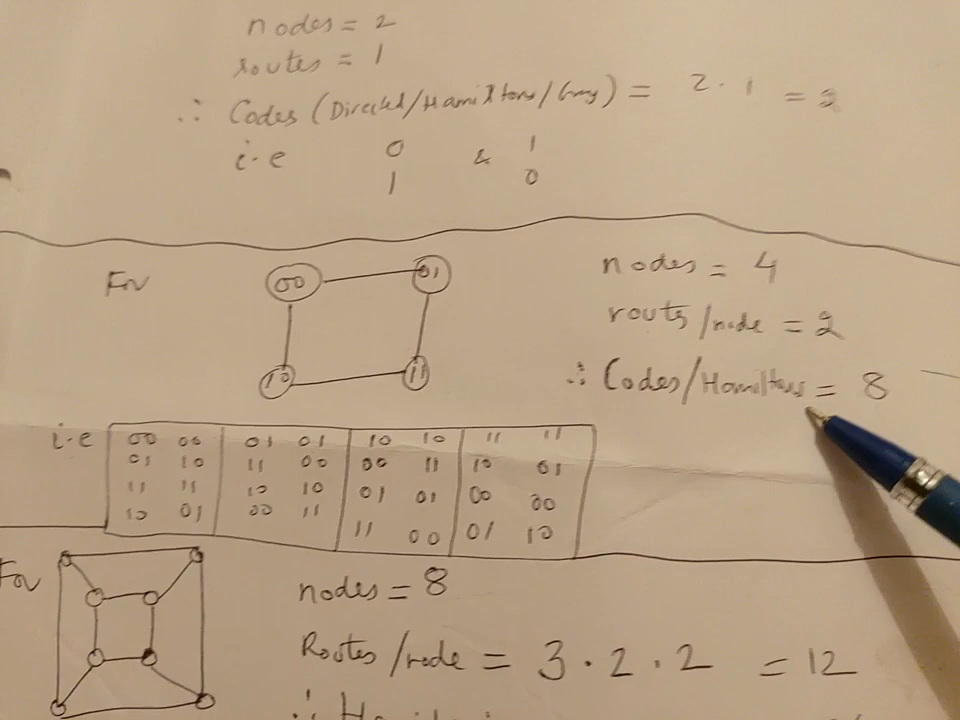 nodes = 2
routes = 1
∴ Codes (Directed/Hamiltons/Gray) = 2 · 1 = 2
i.e 0 & 1
1 0
For 00 01
10 11
nodes = 4
routs/node = 2
∴ Codes/Hamiltons = 8
i.e 00 00 01 01 10 10 11 11
01 10 11 00 00 11 10 01
11 11 10 10 01 01 00 00
10 01 00 11 11 00 01 10
For
nodes = 8
Routes/node = 3 · 2 · 2 = 12